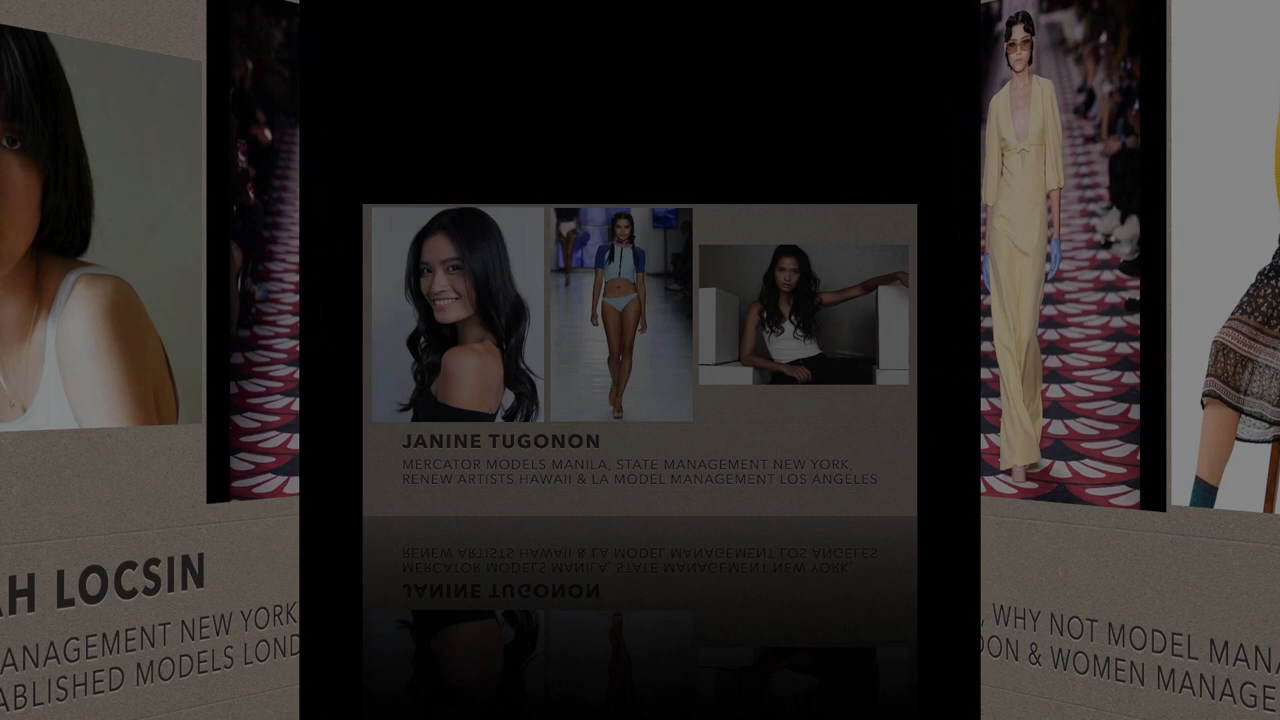 JANINE TUGONON
MERCATOR MODELS MANILA, STATE MANAGEMENT NEW YORK,
RENEW ARTISTS HAWAII & LA MODEL MANAGEMENT LOS ANGELES
AH LOCSIN
ANAGEMENT NEW YORK
ABLISHED MODELS LOND
, WHY NOT MODEL MANA
DON & WOMEN MANAGE